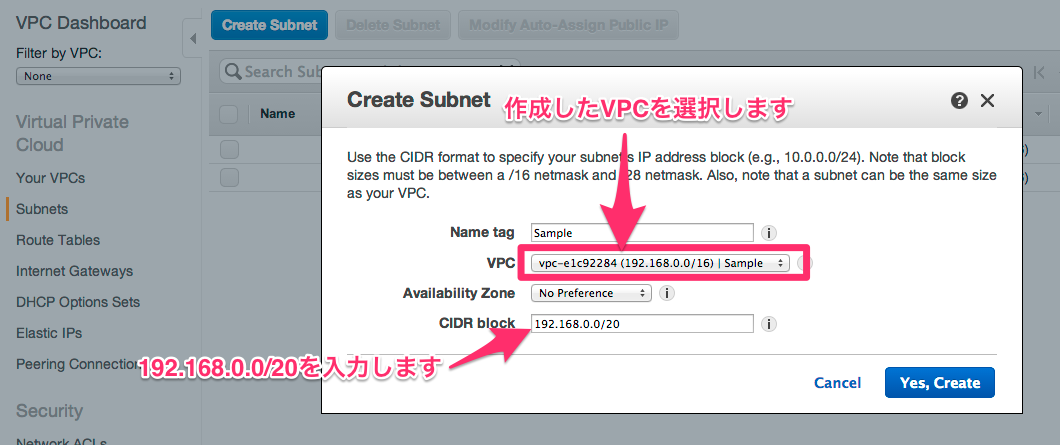 VPC Dashboard
Filter by VPC:
None
Virtual Private
Cloud
Your VPCs
Subnets
Route Tables
Internet Gateways
DHCP Options Sets
Elastic IPs
Peering Connection
Security
Network ACLs
Create Subnet
Delete Subnet
Modify Auto-Assign Public IP
Search
Name
Create Subnet
作成したVPCを選択します
Use the CIDR format to specify your subnet's IP address block (e.g., 10.0.0.0/24). Note that block
sizes must be between a /16 netmask and /28 netmask. Also, note that a subnet can be the same size
as your VPC.
Name tag
Sample
VPC
vpc-e1c92284 (192.168.0.0/16) | Sample
Availability Zone
No Preference
CIDR block
192.168.0.0/20
192.168.0.0/20を入力します
Cancel
Yes, Create